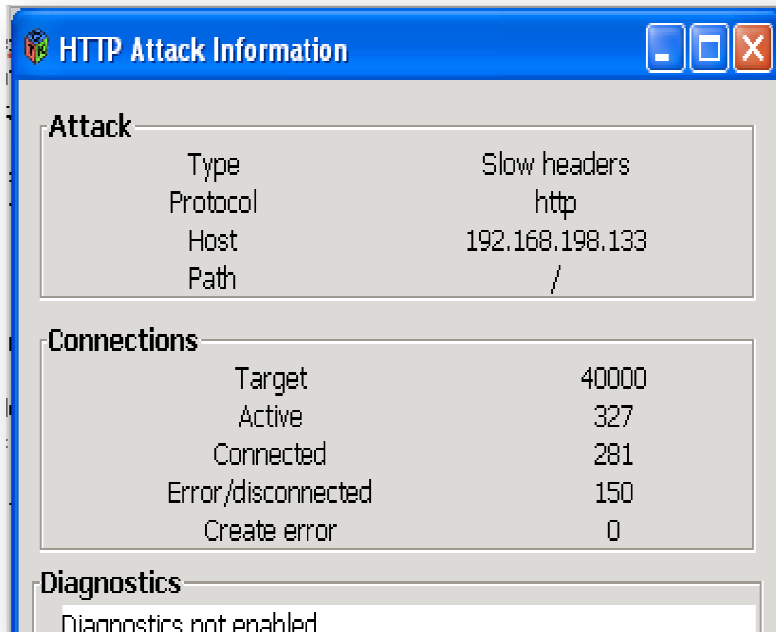 HTTP Attack Information
Attack
Type Slow headers
Protocol http
Host 192.168.198.133
Path /
Connections
Target 40000
Active 327
Connected 281
Error/disconnected 150
Create error 0
Diagnostics
Diagnostics not enabled